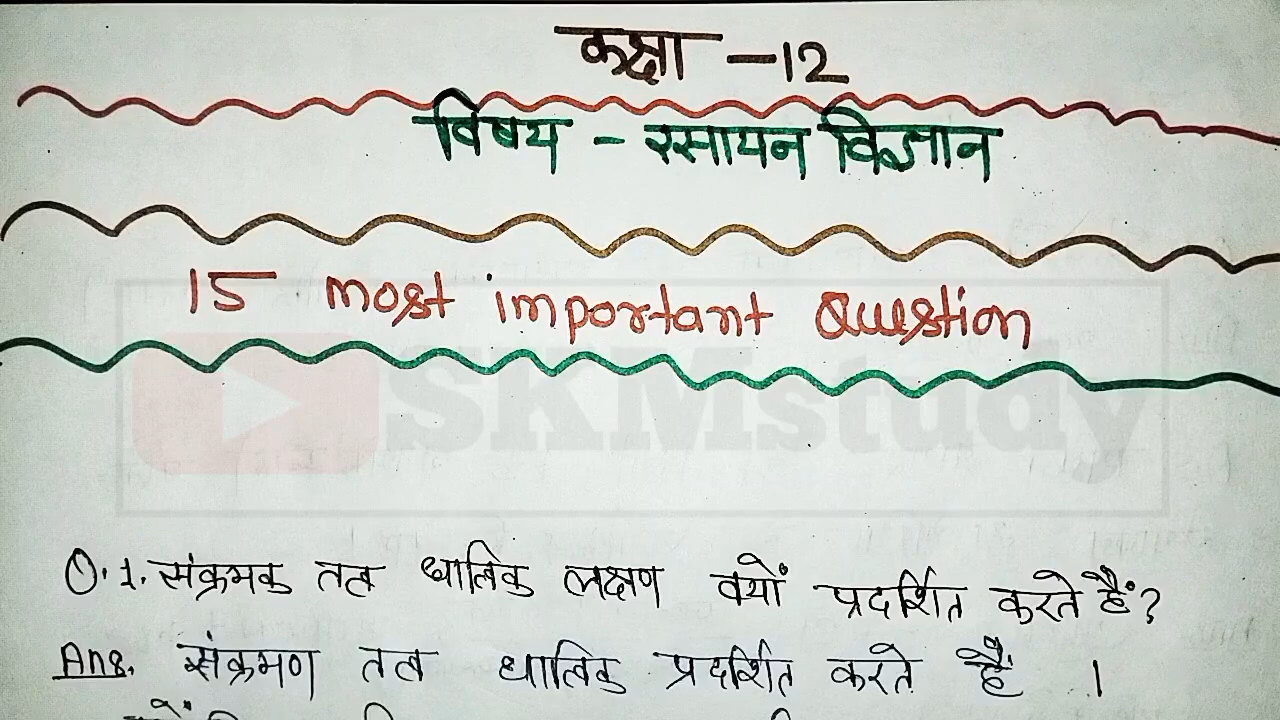 कक्षा -12
विषय - रसायन विज्ञान
15 most important Question
SKMstudy
Q.1. संक्रमक तत्व धात्विक लक्षण क्यों प्रदर्शित करते हैं?
Ans. संक्रमण तत्व धात्विक प्रदर्शित करते हैं ।